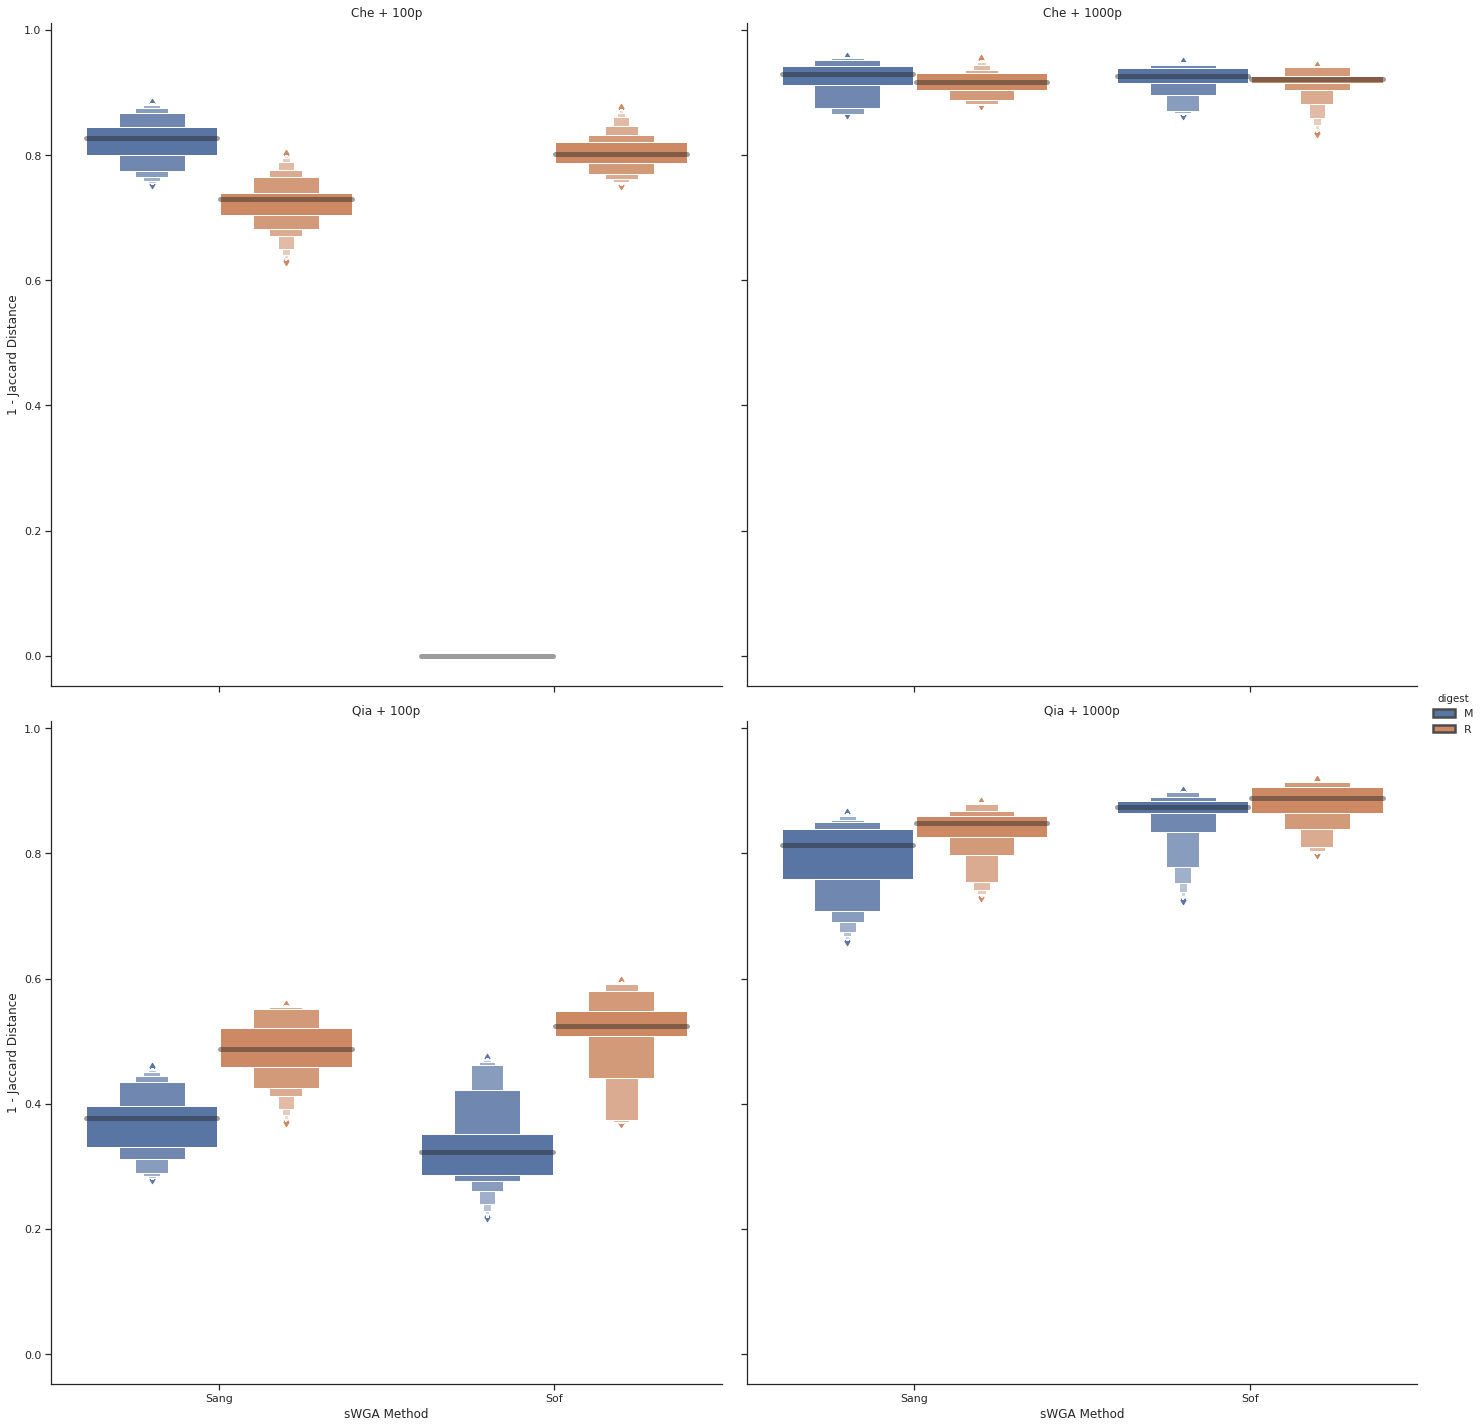 Che + 100p
Che + 1000p
1.0
0.8
0.6
0.4
0.2
0.0
1 - Jaccard Distance
Qia + 100p
Qia + 1000p
digest
M
R
1.0
0.8
0.6
0.4
0.2
0.0
1 - Jaccard Distance
Sang
Sof
Sang
Sof
sWGA Method
sWGA Method